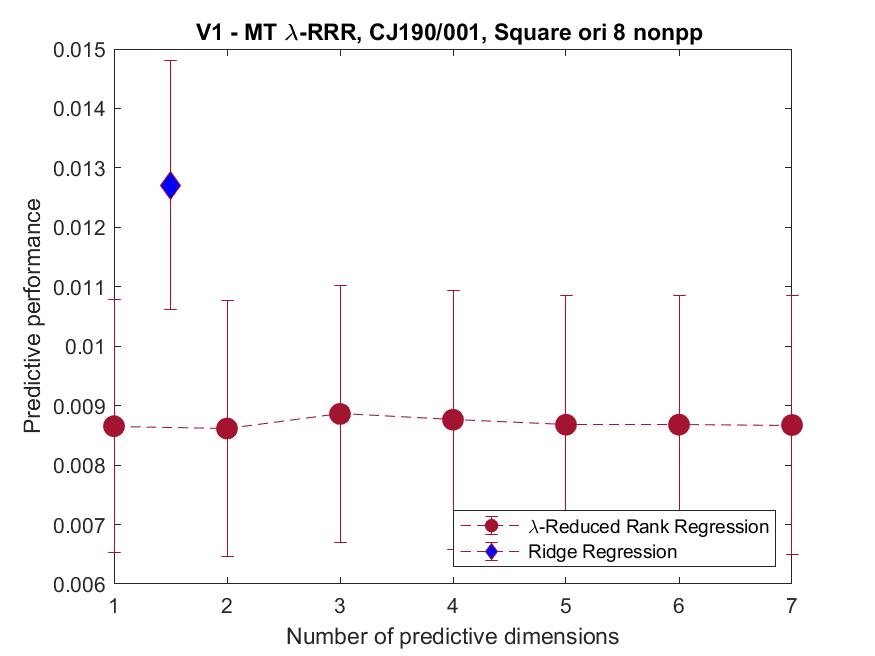 V1 - MT λ-RRR, CJ190/001, Square ori 8 nonpp
0.015
0.014
0.013
0.012
0.011
0.01
0.009
0.008
0.007
0.006
Predictive performance
λ-Reduced Rank Regression
Ridge Regression
1 2 3 4 5 6 7
Number of predictive dimensions